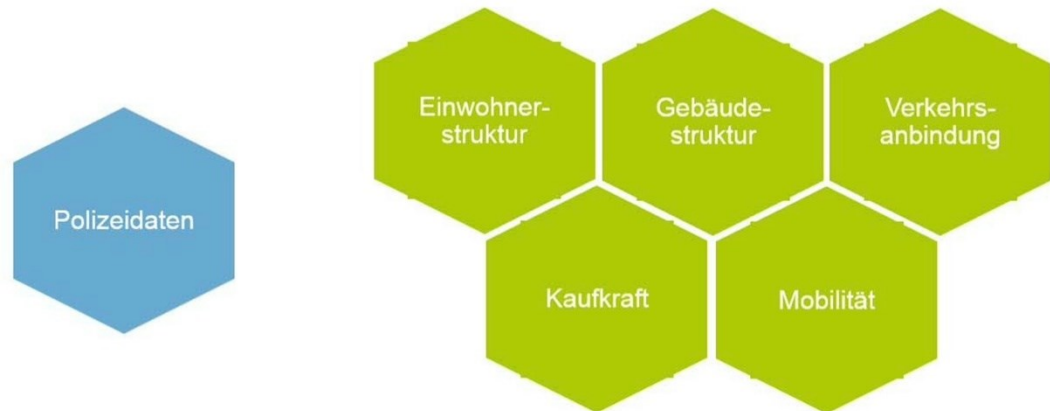 Polizeidaten
Einwohner-
struktur
Gebäude-
struktur
Verkehrs-
anbindung
Kaufkraft
Mobilität